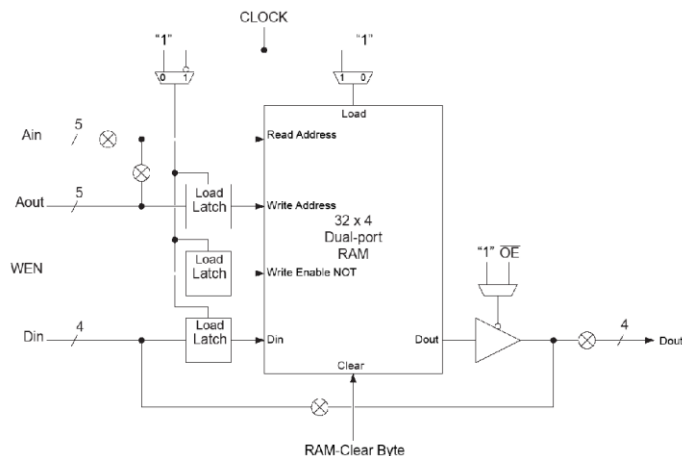 CLOCK
"1"
"1"
0 1
1 0
Load
Ain
5
Read Address
Aout
5
Load
Latch
Write Address
32 x 4
Dual-port
RAM
"1" OE
WEN
Load
Latch
Write Enable NOT
Din
4
Load
Latch
Din
Dout
4
Dout
Clear
RAM-Clear Byte